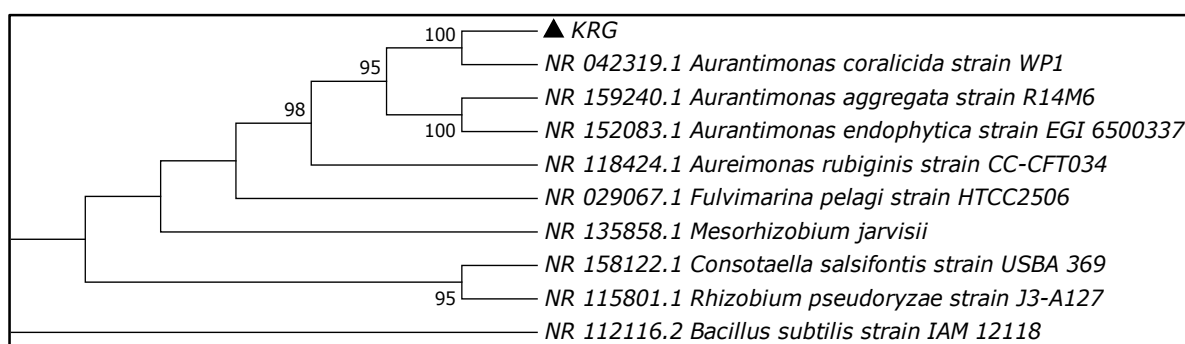 100
▲ KRG
95
NR 042319.1 Aurantimonas coralicida strain WP1
98
NR 159240.1 Aurantimonas aggregata strain R14M6
100
NR 152083.1 Aurantimonas endophytica strain EGI 6500337
NR 118424.1 Aureimonas rubiginis strain CC-CFT034
NR 029067.1 Fulvimarina pelagi strain HTCC2506
NR 135858.1 Mesorhizobium jarvisii
NR 158122.1 Consotaella salsifontis strain USBA 369
95
NR 115801.1 Rhizobium pseudoryzae strain J3-A127
NR 112116.2 Bacillus subtilis strain IAM 12118